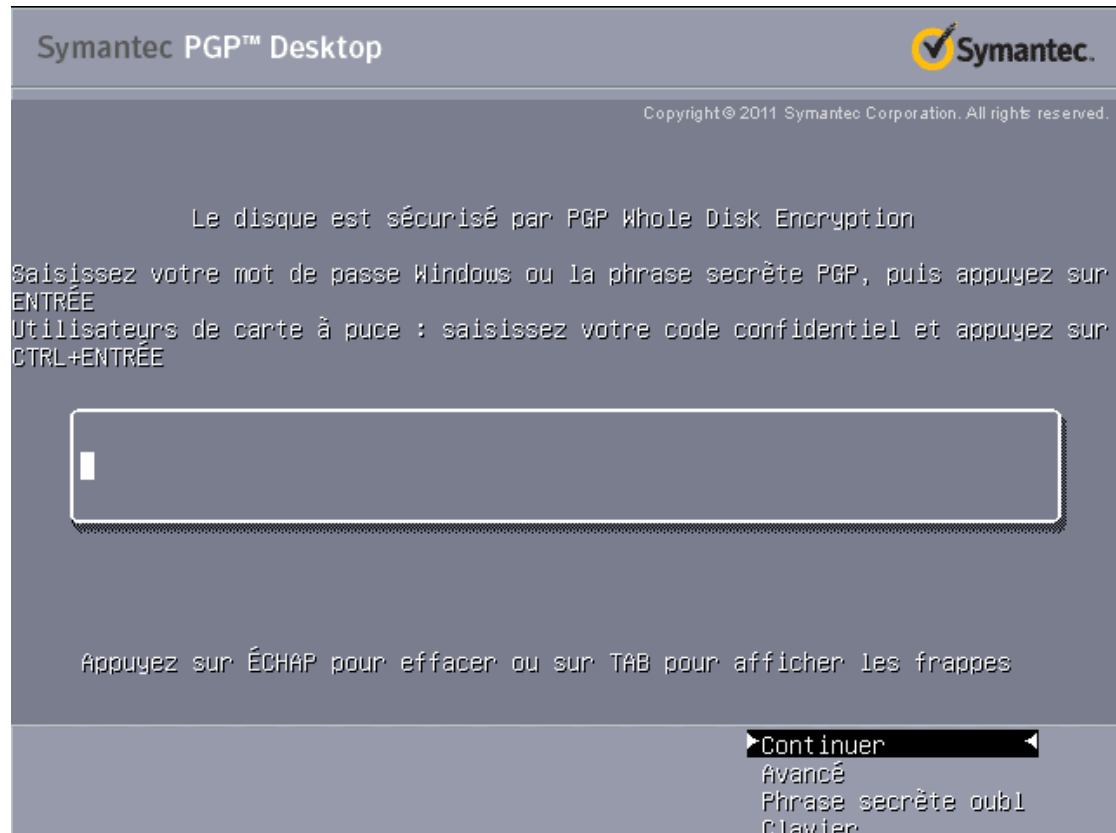 Symantec PGP™ Desktop
Symantec.
Copyright © 2011 Symantec Corporation. All rights reserved.
Le disque est sécurisé par PGP Whole Disk Encryption
Saisissez votre mot de passe Windows ou la phrase secrète PGP, puis appuyez sur
ENTRÉE
Utilisateurs de carte à puce : saisissez votre code confidentiel et appuyez sur
CTRL+ENTRÉE
Appuyez sur ÉCHAP pour effacer ou sur TAB pour afficher les frappes
Continuer
Avancé
Phrase secrète oubl
Clavier